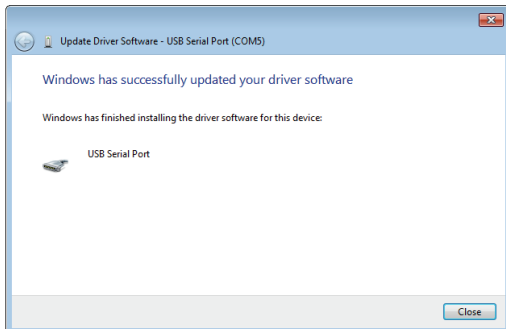 Update Driver Software - USB Serial Port (COM5)
Windows has successfully updated your driver software
Windows has finished installing the driver software for this device:
USB Serial Port
Close